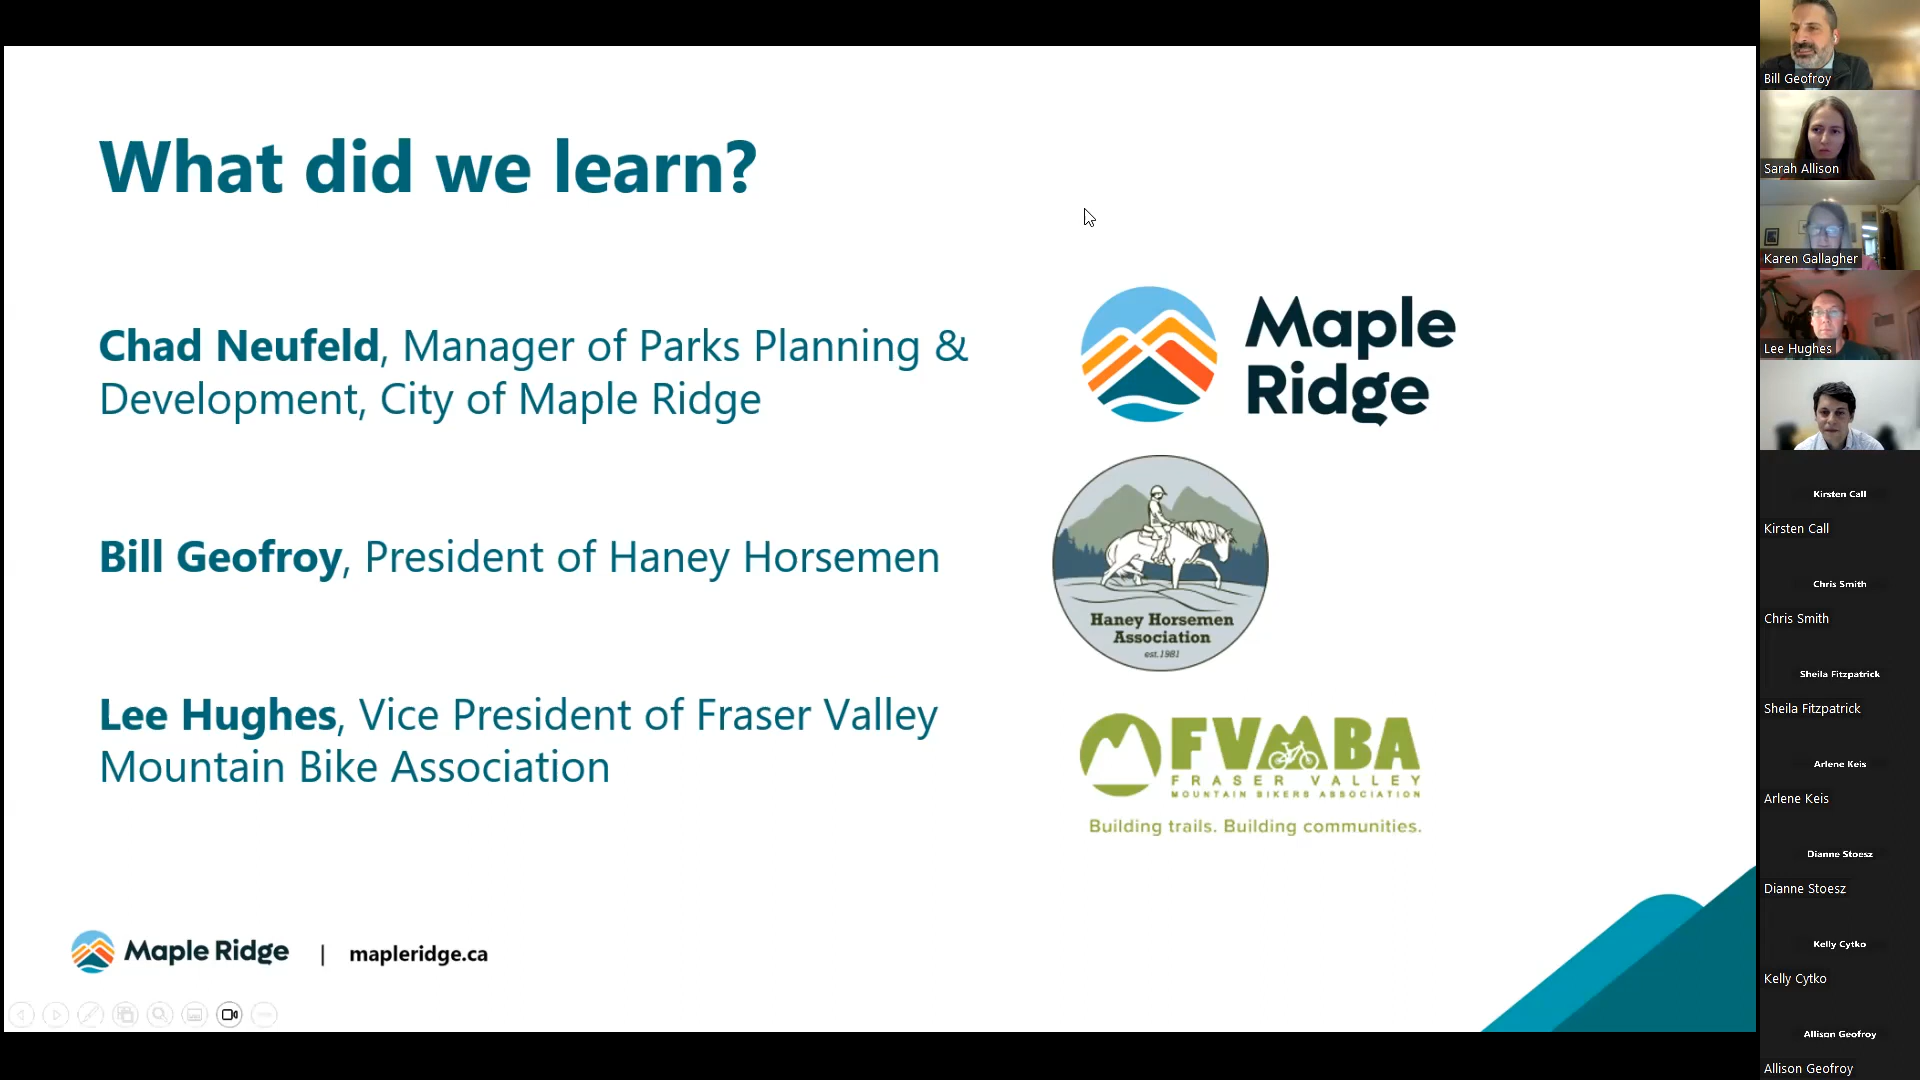 What did we learn?
Chad Neufeld, Manager of Parks Planning &
Development, City of Maple Ridge
Maple
Ridge
Bill Geofroy, President of Haney Horsemen
Haney Horsemen
Association
est.1981
Lee Hughes, Vice President of Fraser Valley
Mountain Bike Association
FVMBA
FRASER VALLEY
MOUNTAIN BIKERS ASSOCIATION
Building trails. Building communities.
Maple Ridge | mapleridge.ca
Bill Geofroy
Sarah Allison
Karen Gallagher
Lee Hughes
Kirsten Call
Kirsten Call
Chris Smith
Chris Smith
Sheila Fitzpatrick
Sheila Fitzpatrick
Arlene Keis
Arlene Keis
Dianne Stoesz
Dianne Stoesz
Kelly Cytko
Kelly Cytko
Allison Geofroy
Allison Geofroy